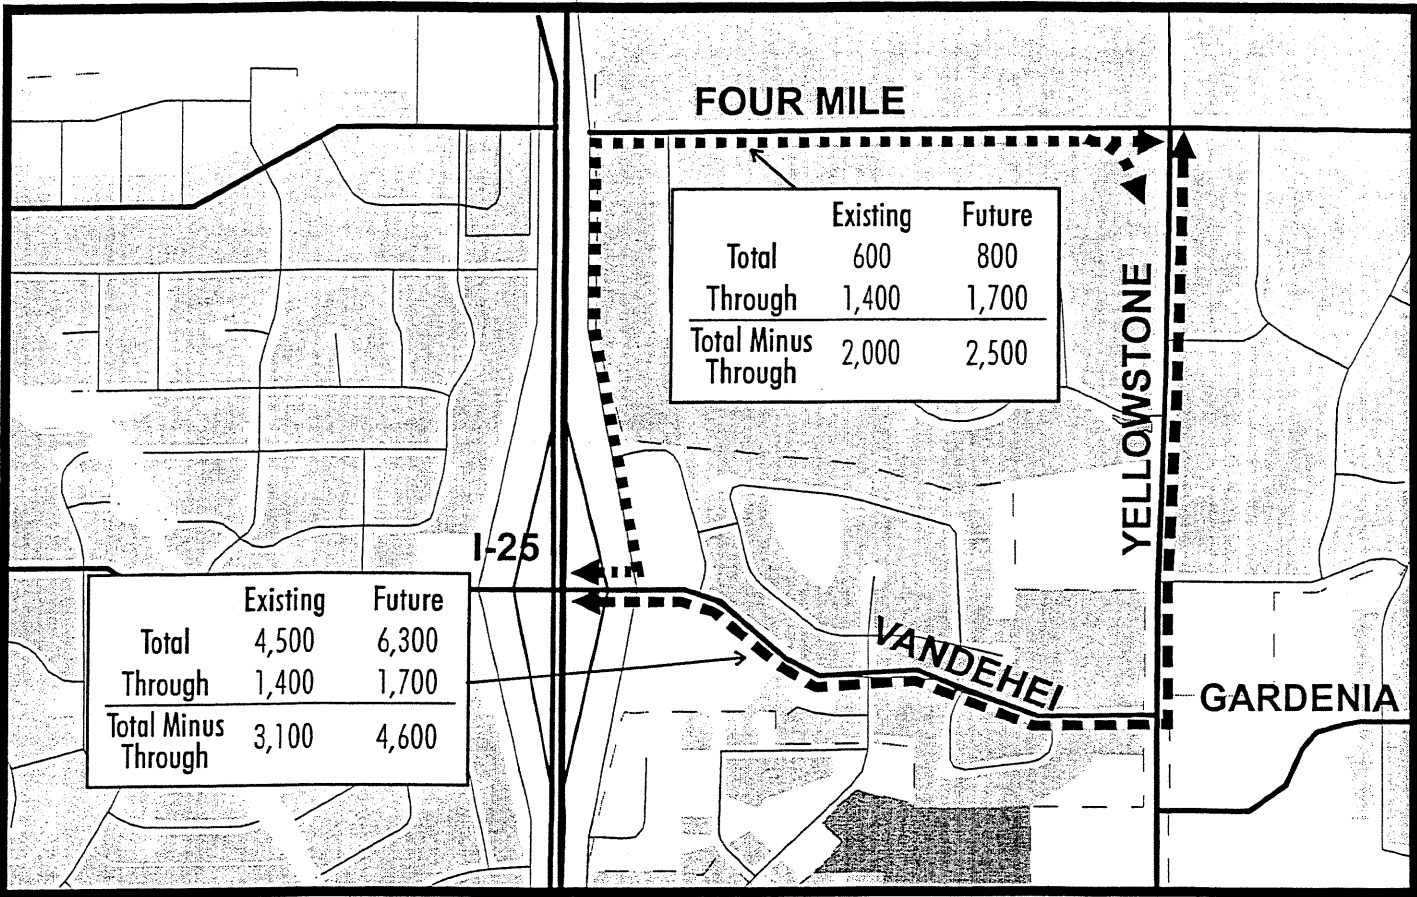 FOUR MILE
Existing Future
Total 600 800
Through 1,400 1,700
Total Minus
Through 2,000 2,500
YELLOWSTONE
I-25
Existing Future
Total 4,500 6,300
Through 1,400 1,700
Total Minus
Through 3,100 4,600
VANDEHEI
GARDENIA